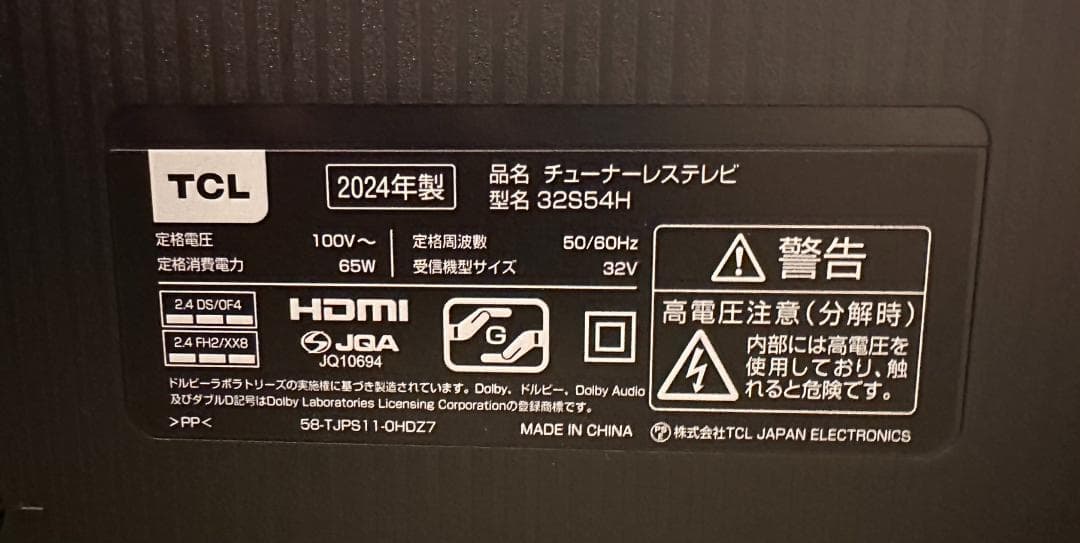 TCL
2024年製
品名 チューナーレステレビ
型名 32S54H
定格電圧 100V～
定格消費電力 65W
定格周波数 50/60Hz
受信機型サイズ 32V
2.4 DS/OF4
2.4 FH2/XX8
HDMI
JQA
JQ10694
G
警告
高電圧注意(分解時)
内部には高電圧を
使用しており、触
れると危険です。
ドルビーラボラトリーズの実施権に基づき製造されています。Dolby、ドルビー、Dolby Audio
及びダブルD記号はDolby Laboratories Licensing Corporationの登録商標です。
>PP<
58-TJPS11-0HDZ7
MADE IN CHINA
株式会社TCL JAPAN ELECTRONICS